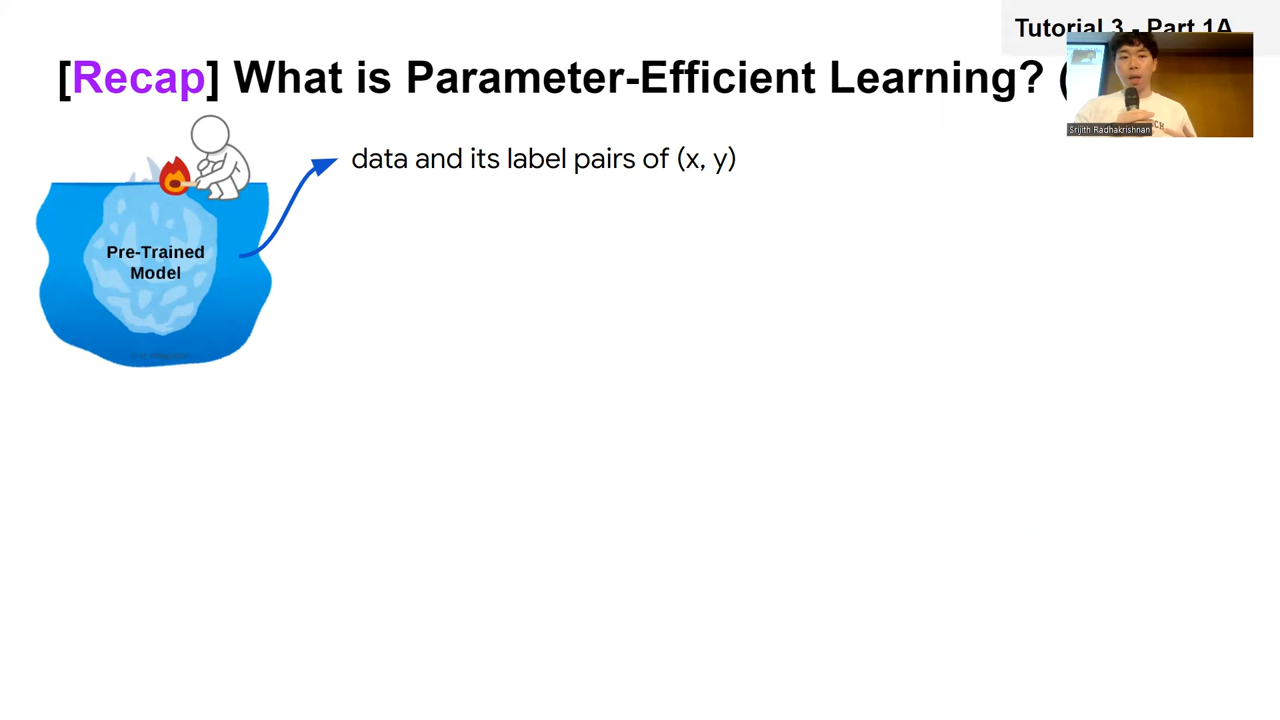 Tutorial 3 - Part 1A
[Recap] What is Parameter-Efficient Learning? (
Srijith Radhakrishnan
data and its label pairs of (x, y)
Pre-Trained
Model